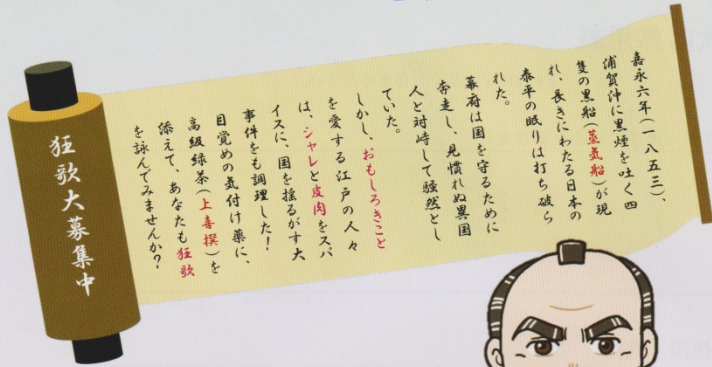 嘉永六年(一八五三)、
浦賀沖に黒煙を吐く四
隻の黒船(蒸気船)が現
れ、長きにわたる日本の
泰平の眠りは打ち破ら
れた。
幕府は国を守るために
奔走し、見慣れぬ異国
人と対峙して騒然とし
ていた。
しかし、おもしろきこと
を愛する江戸の人々
は、シャレと皮肉をスパ
イスに、国を揺るがす大
事件をも調理した!
目覚めの気付け薬に、
高級緑茶(上喜撰)を
添えて、あなたも狂歌
を詠んでみませんか?
狂歌大募集中